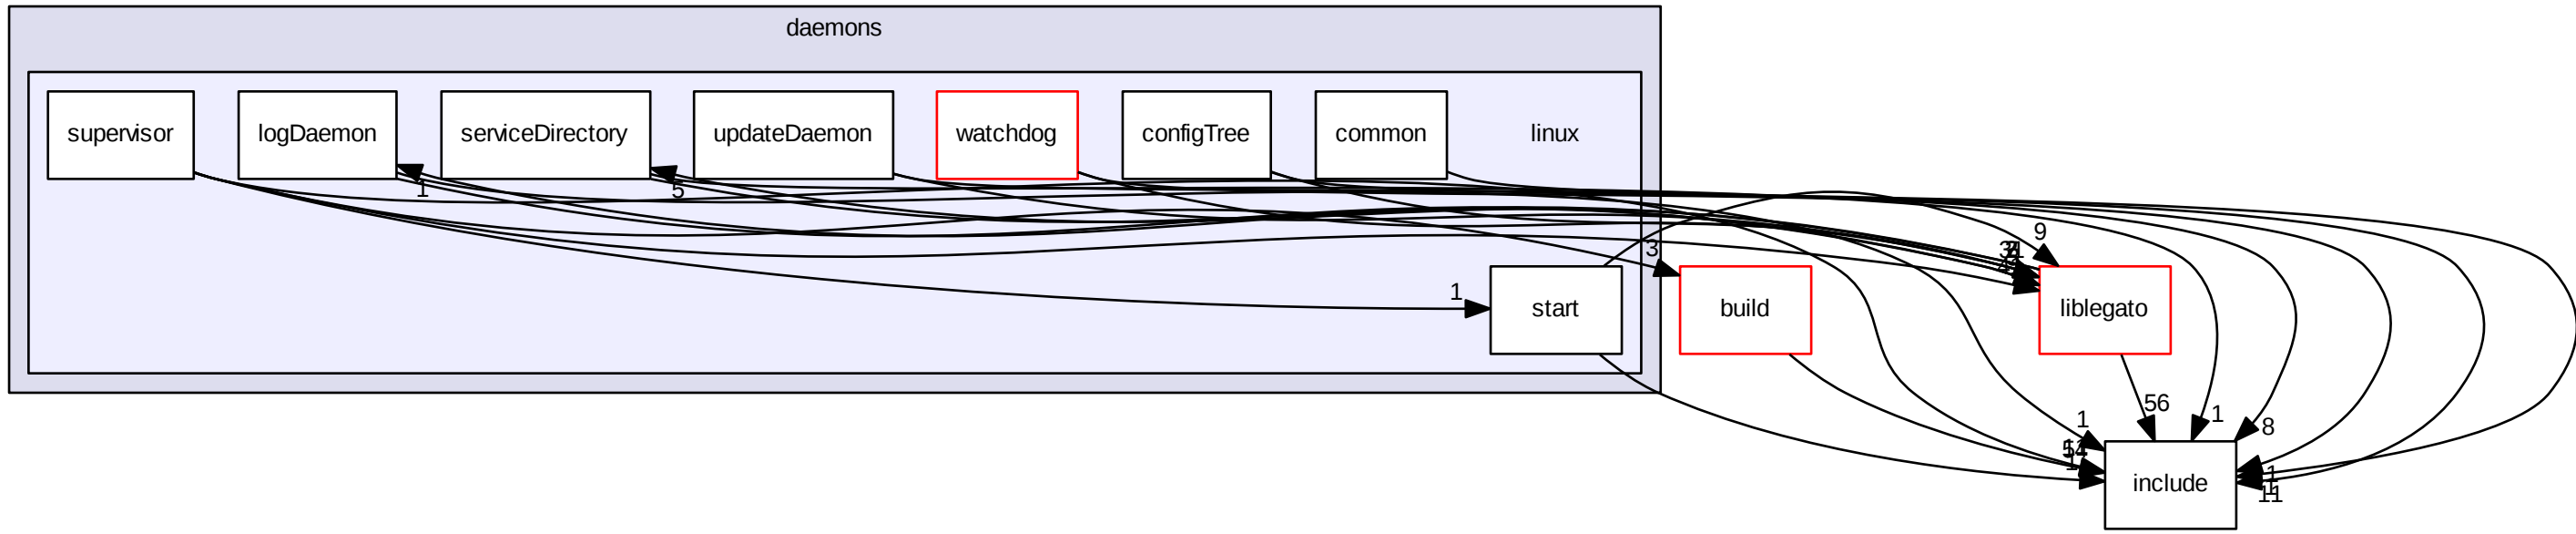 daemons
supervisor
logDaemon
serviceDirectory
updateDaemon
watchdog
configTree
common
linux
1
5
9
3
1
start
build
liblegato
56
1
8
1
include
1
11